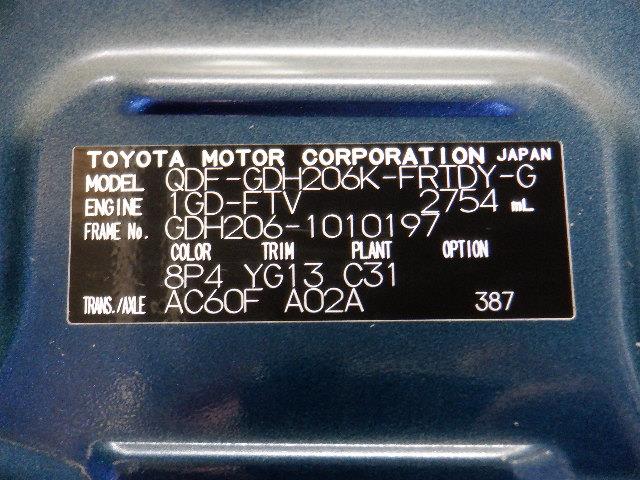 TOYOTA MOTOR CORPORATION JAPAN
MODEL QDF-GDH206K-FRTDY-G
ENGINE 1GD-FTV 2754 mL
FRAME No. GDH206-1010197
COLOR TRIM PLANT OPTION
8P4 YG13 C31
TRANS./AXLE AC60F A02A 387